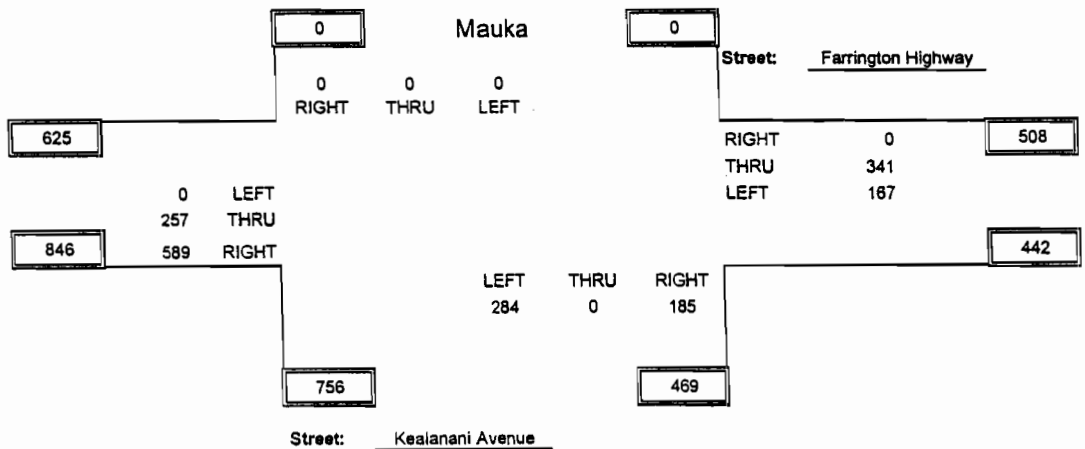 0 Mauka 0
Street: Farrington Highway
0 0 0
RIGHT THRU LEFT
625
RIGHT 0
508
THRU 341
LEFT 167
0 LEFT
257 THRU
846
589 RIGHT
442
LEFT THRU RIGHT
284 0 185
756
469
Street: Kealanani Avenue